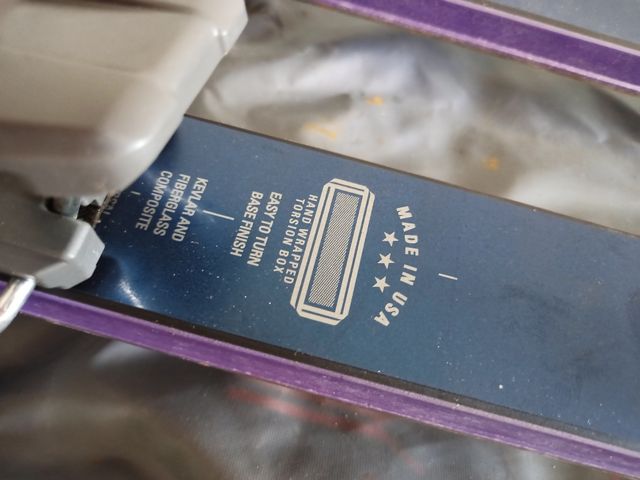 MADE IN USA
HAND WRAPPED
TORSION BOX
EASY TO TURN
BASE FINISH
KEVLAR AND
FIBERGLASS
COMPOSITE